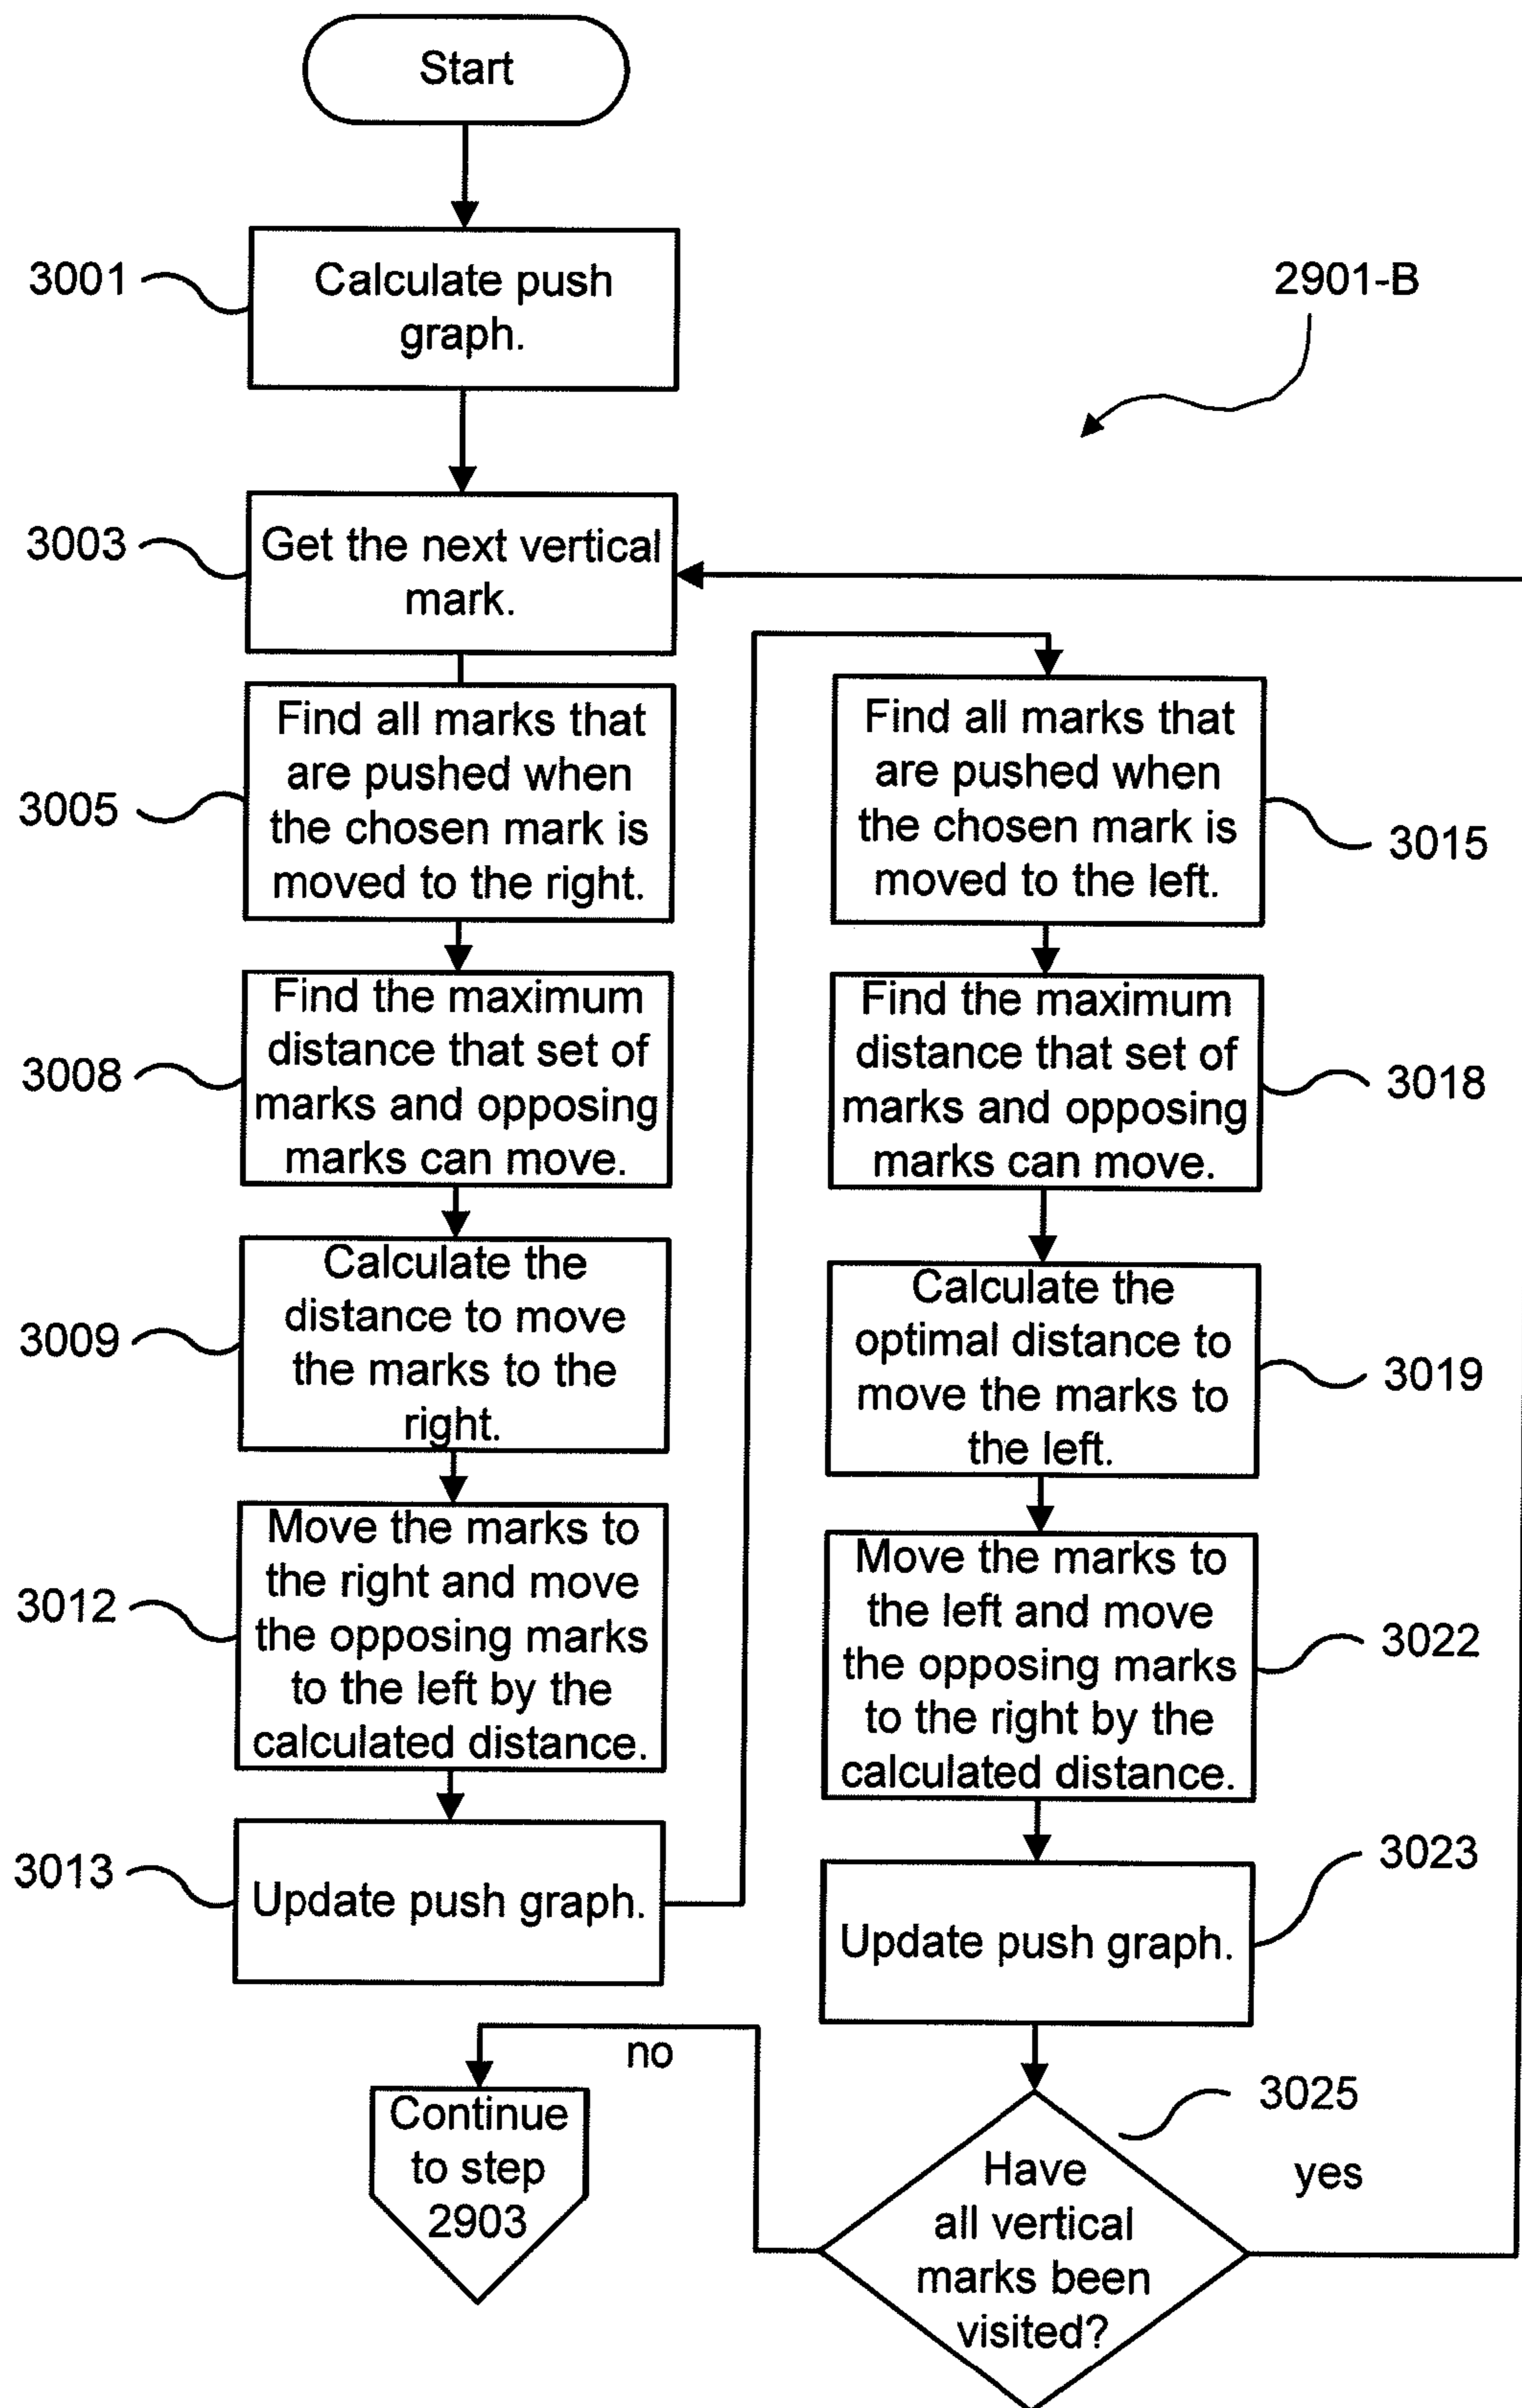 Start
3001
Calculate push
graph.
2901-B
3003
Get the next vertical
mark.
3005
Find all marks that
are pushed when
the chosen mark is
moved to the right.
3008
Find the maximum
distance that set of
marks and opposing
marks can move.
3009
Calculate the
distance to move
the marks to the
right.
3012
Move the marks to
the right and move
the opposing marks
to the left by the
calculated distance.
3013
Update push graph.
Find all marks that
are pushed when
the chosen mark is
moved to the left.
3015
Find the maximum
distance that set of
marks and opposing
marks can move.
3018
Calculate the
optimal distance to
move the marks to
the left.
3019
Move the marks to
the left and move
the opposing marks
to the right by the
calculated distance.
3022
Update push graph.
3023
Have
all vertical
marks been
visited?
3025
yes
no
Continue
to step
2903